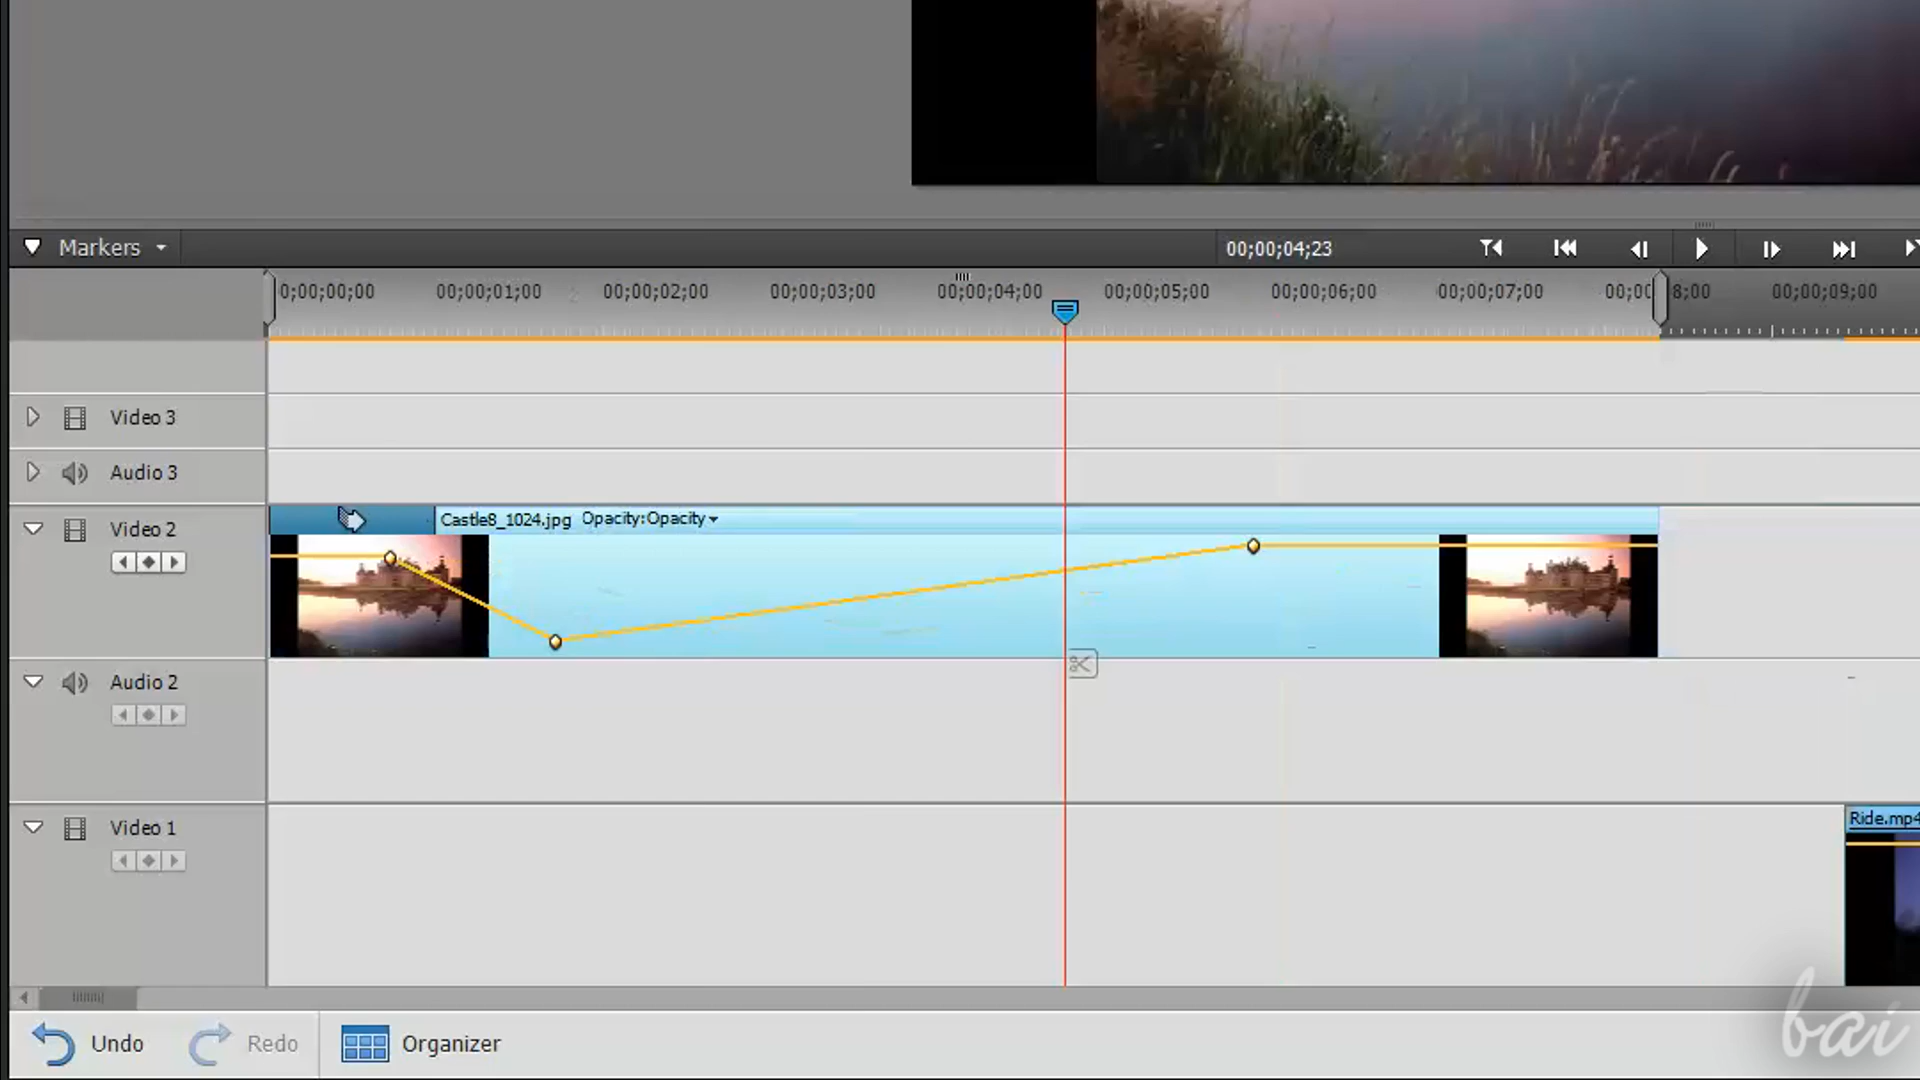 Markers
00;00;04;23
0;00;00;00 00;00;01;00 00;00;02;00 00;00;03;00 00;00;04;00 00;00;05;00 00;00;06;00 00;00;07;00 00;0( 8;00 00;00;09;00
Video 3
Audio 3
Castle8_1024.jpg Opacity:Opacity
Video 2
Audio 2
Ride.mp4
Video 1
Undo Redo Organizer
bai